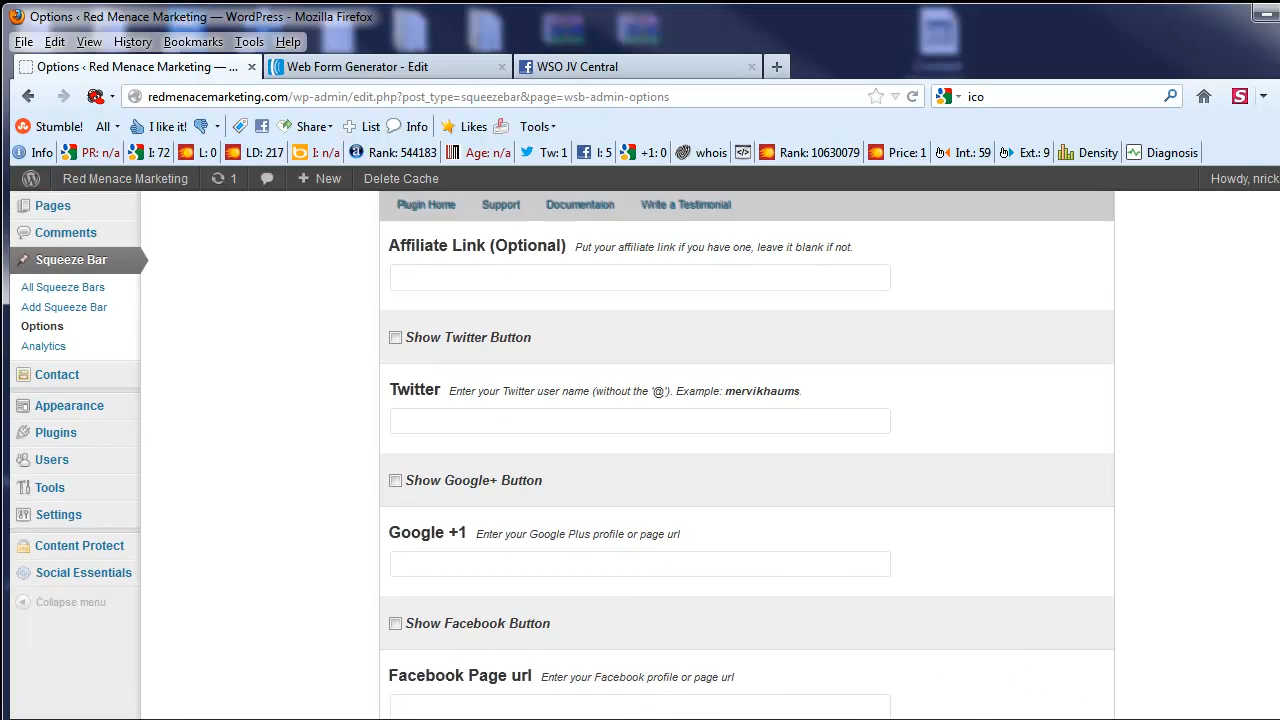 Options ‹ Red Menace Marketing — WordPress - Mozilla Firefox
File Edit View History Bookmarks Tools Help
Options ‹ Red Menace Marketing — ... × Web Form Generator - Edit × WSO JV Central × +
redmenacemarketing.com/wp-admin/edit.php?post_type=squeezebar&page=wsb-admin-options ico
Stumble! All I like it! Share List Info Likes Tools
Info PR: n/a I: 72 L: 0 LD: 217 I: n/a Rank: 544183 Age: n/a Tw: 1 I: 5 +1: 0 whois Rank: 10630079 Price: 1 Int.: 59 Ext.: 9 Density Diagnosis
Red Menace Marketing 1 + New Delete Cache Howdy, nrick
Pages
Comments
Squeeze Bar
All Squeeze Bars
Add Squeeze Bar
Options
Analytics
Contact
Appearance
Plugins
Users
Tools
Settings
Content Protect
Social Essentials
Collapse menu
Plugin Home Support Documentaion Write a Testimonial
Affiliate Link (Optional) Put your affiliate link if you have one, leave it blank if not.
Show Twitter Button
Twitter Enter your Twitter user name (without the '@'). Example: mervikhaums.
Show Google+ Button
Google +1 Enter your Google Plus profile or page url
Show Facebook Button
Facebook Page url Enter your Facebook profile or page url